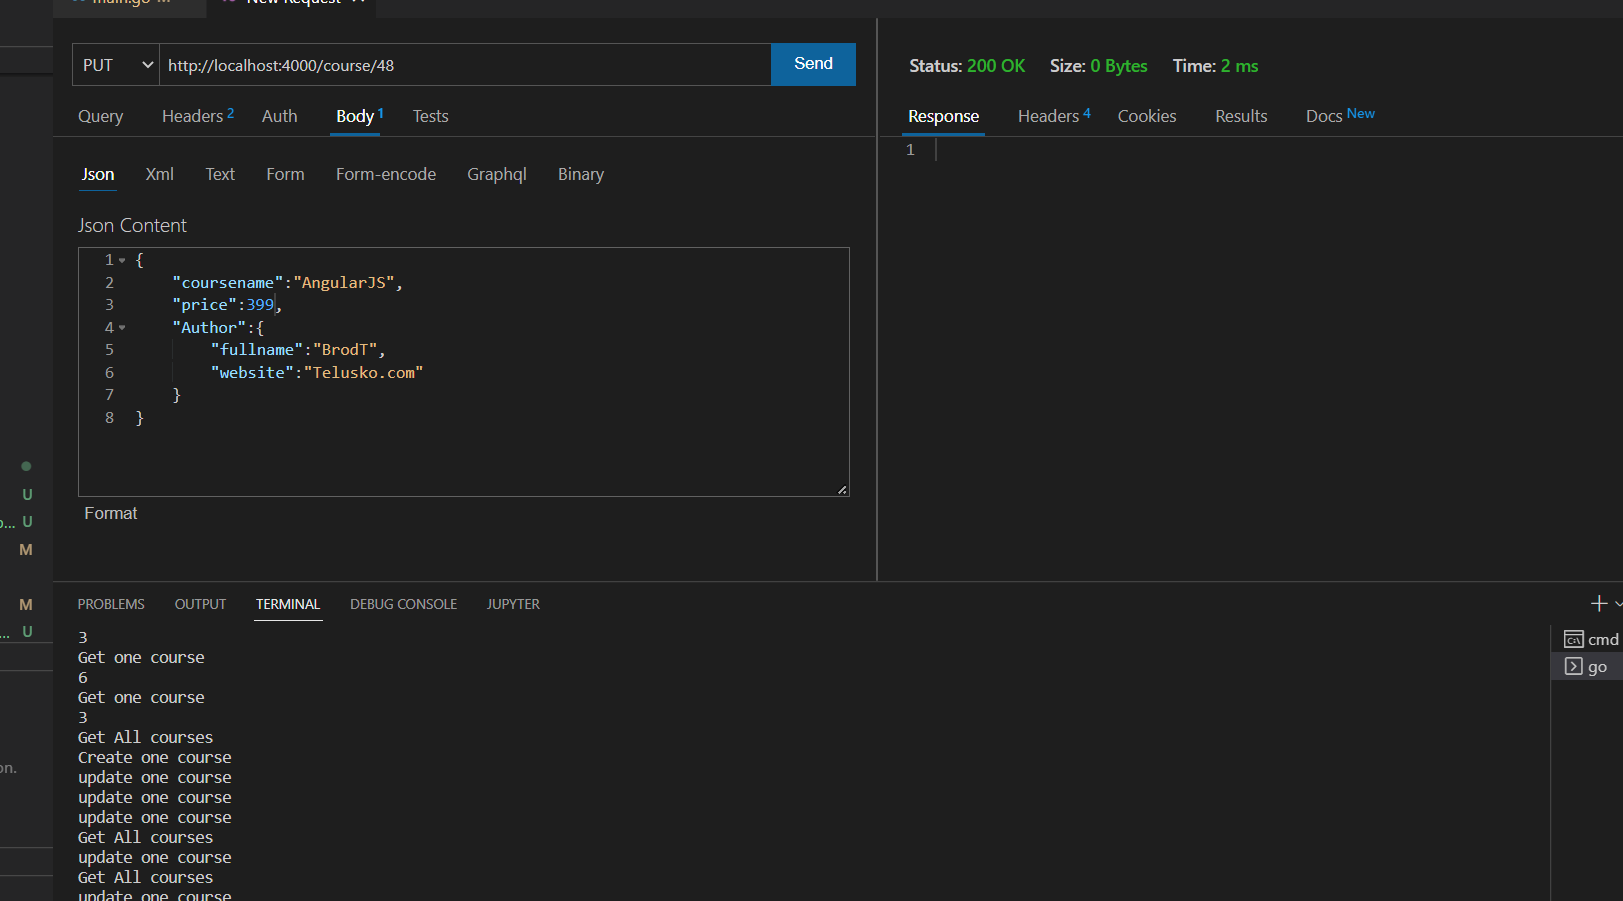 main.go M
New Request
PUT
http://localhost:4000/course/48
Send
Status: 200 OK Size: 0 Bytes Time: 2 ms
Query Headers 2 Auth Body 1 Tests
Response Headers 4 Cookies Results Docs New
1
Json Xml Text Form Form-encode Graphql Binary
Json Content
1 {
2 "coursename":"AngularJS",
3 "price":399,
4 "Author":{
5 "fullname":"BrodT",
6 "website":"Telusko.com"
7 }
8 }
Format
U
o... U
M
M
... U
on.
PROBLEMS OUTPUT TERMINAL DEBUG CONSOLE JUPYTER
3
Get one course
6
Get one course
3
Get All courses
Create one course
update one course
update one course
update one course
Get All courses
update one course
Get All courses
update one course
cmd
go